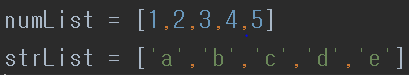 numList = [1,2,3,4,5]
strList = ['a','b','c','d','e']